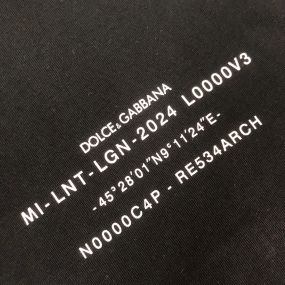 DOLCE&GABBANA
MI-LNT-LGN-2024 L0000V3
-45°28'01"N9°11'24"E-
N0000C4P - RE534ARCH